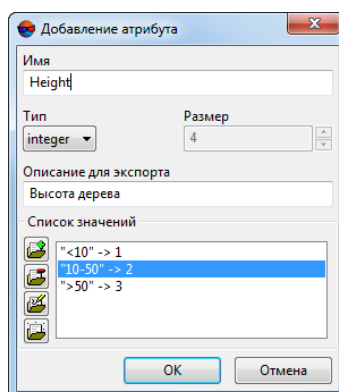 Добавление атрибута
Имя
Height
Тип Размер
integer 4
Описание для экспорта
Высота дерева
Список значений
"<10" -> 1
"10-50" -> 2
">50" -> 3
OK Отмена